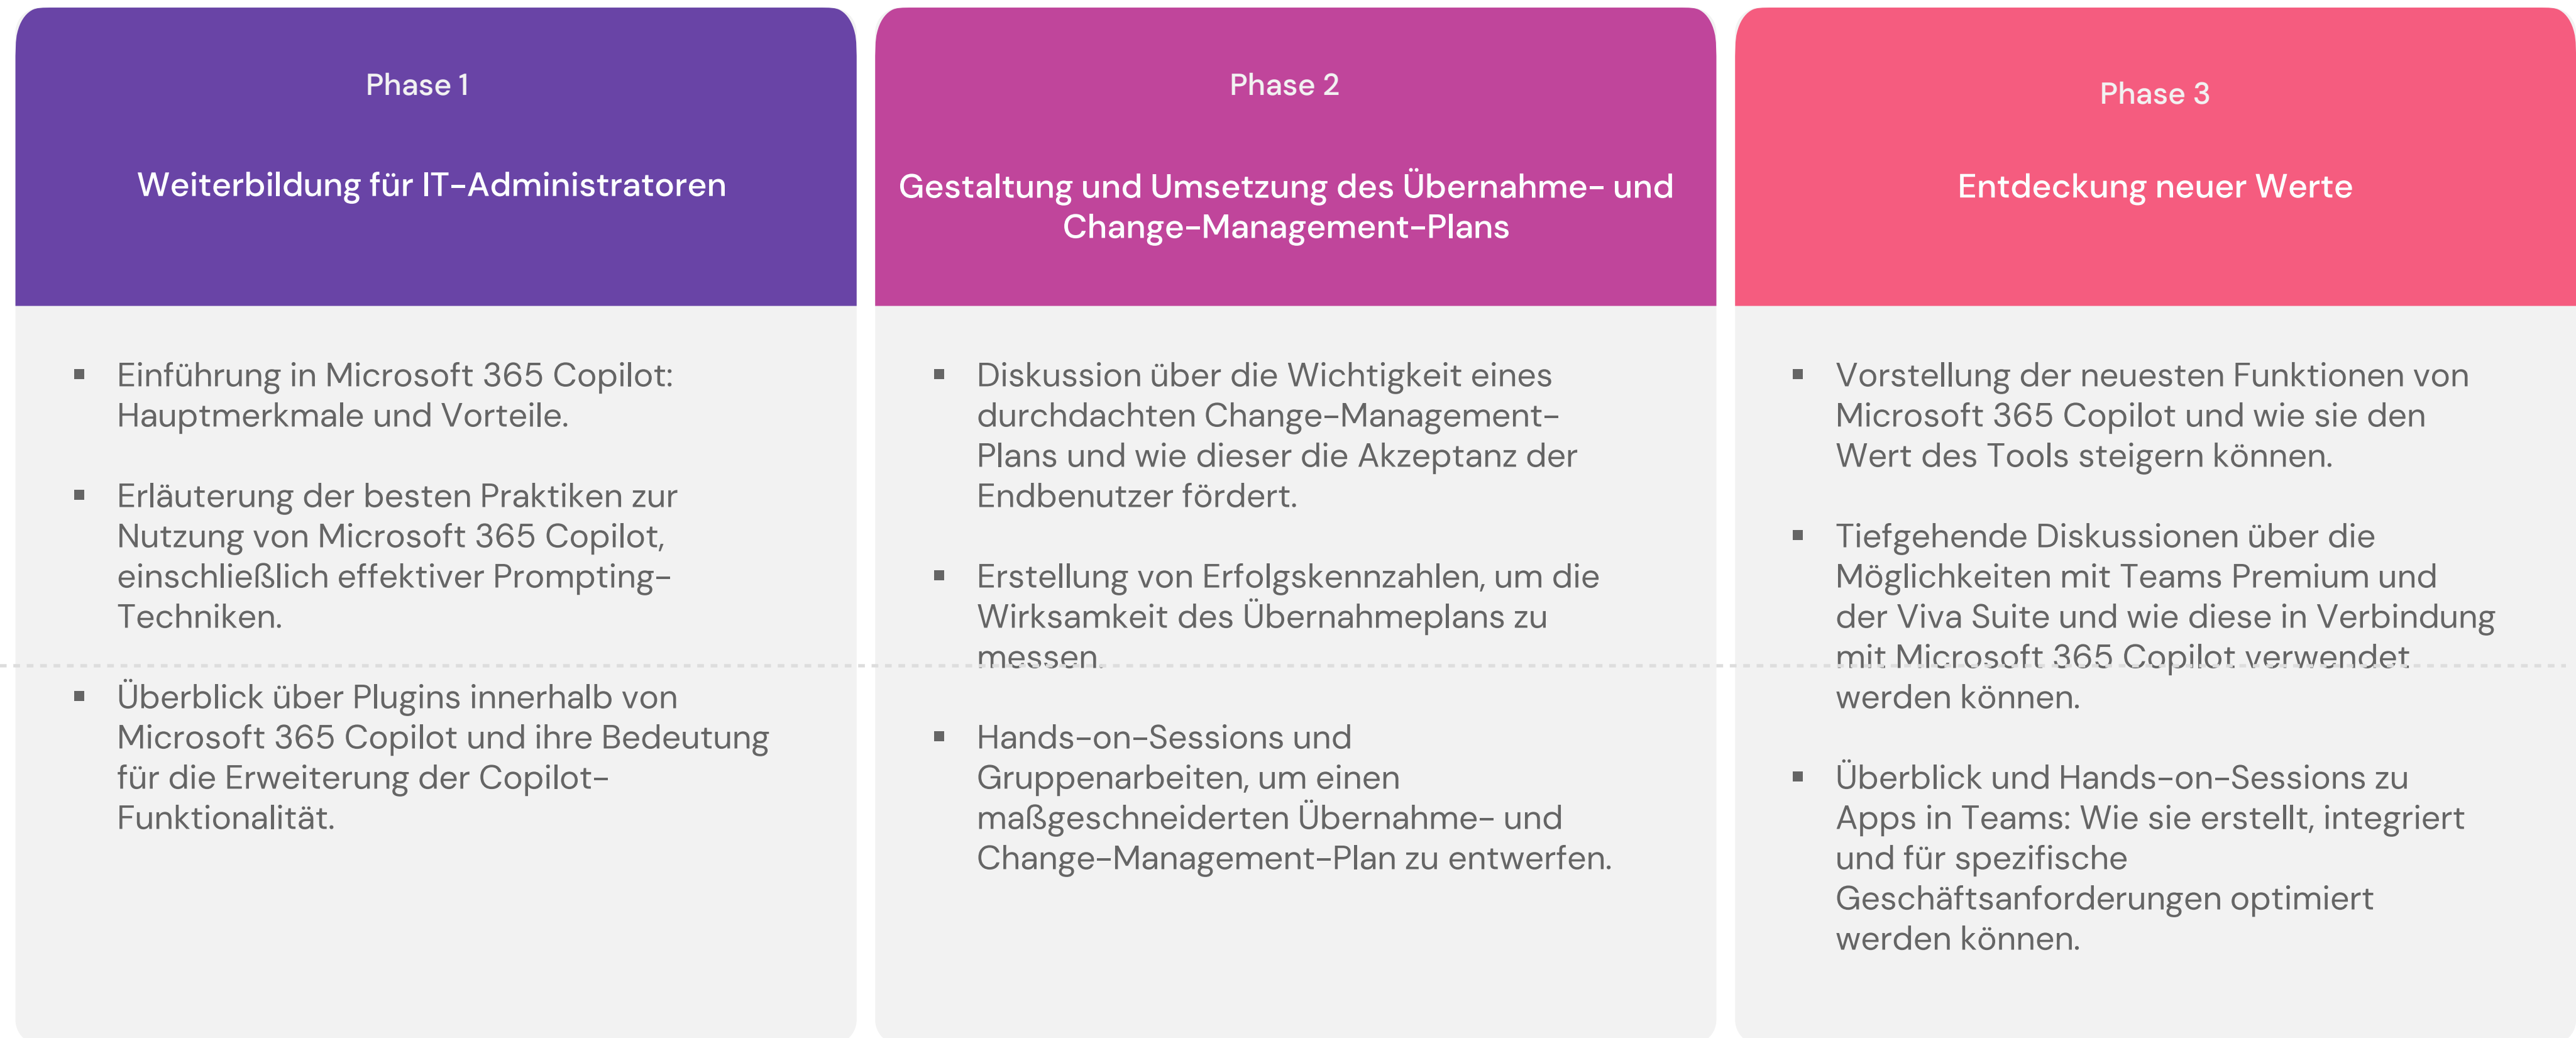 Phase 1
Weiterbildung für IT-Administratoren
Einführung in Microsoft 365 Copilot:
Hauptmerkmale und Vorteile.
Erläuterung der besten Praktiken zur
Nutzung von Microsoft 365 Copilot,
einschließlich effektiver Prompting-
Techniken.
Überblick über Plugins innerhalb von
Microsoft 365 Copilot und ihre Bedeutung
für die Erweiterung der Copilot-
Funktionalität.
Phase 2
Gestaltung und Umsetzung des Übernahme- und
Change-Management-Plans
Diskussion über die Wichtigkeit eines
durchdachten Change-Management-
Plans und wie dieser die Akzeptanz der
Endbenutzer fördert.
Erstellung von Erfolgskennzahlen, um die
Wirksamkeit des Übernahmeplans zu
messen.
Hands-on-Sessions und
Gruppenarbeiten, um einen
maßgeschneiderten Übernahme- und
Change-Management-Plan zu entwerfen.
Phase 3
Entdeckung neuer Werte
Vorstellung der neuesten Funktionen von
Microsoft 365 Copilot und wie sie den
Wert des Tools steigern können.
Tiefgehende Diskussionen über die
Möglichkeiten mit Teams Premium und
der Viva Suite und wie diese in Verbindung
mit Microsoft 365 Copilot verwendet
werden können.
Überblick und Hands-on-Sessions zu
Apps in Teams: Wie sie erstellt, integriert
und für spezifische
Geschäftsanforderungen optimiert
werden können.